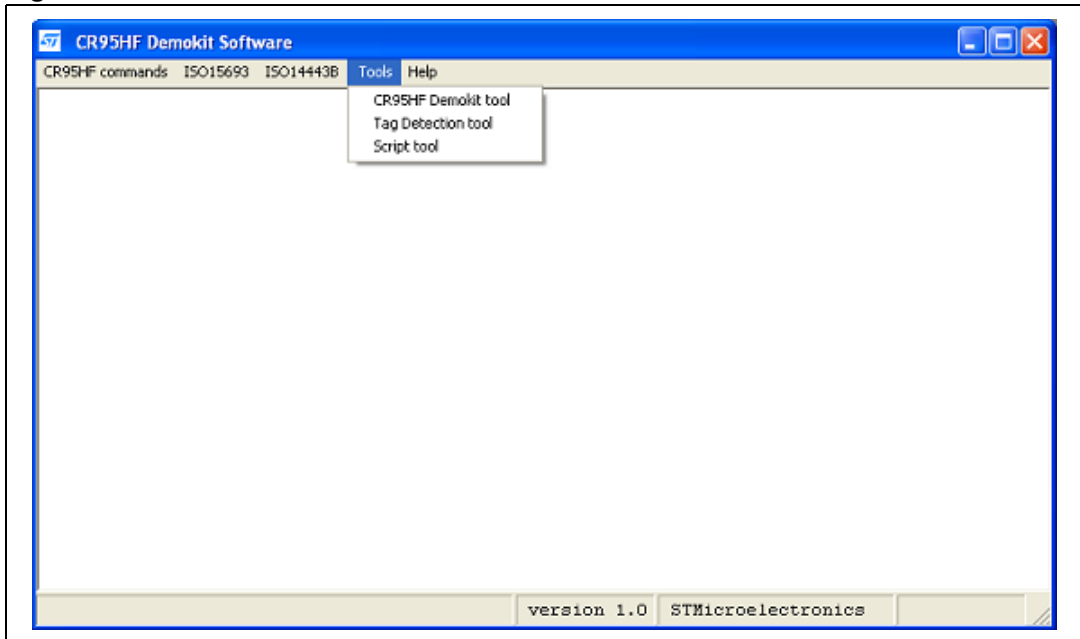 CR95HF Demokit Software
CR95HF commands ISO15693 ISO14443B Tools Help
CR95HF Demokit tool
Tag Detection tool
Script tool
version 1.0 STMicroelectronics